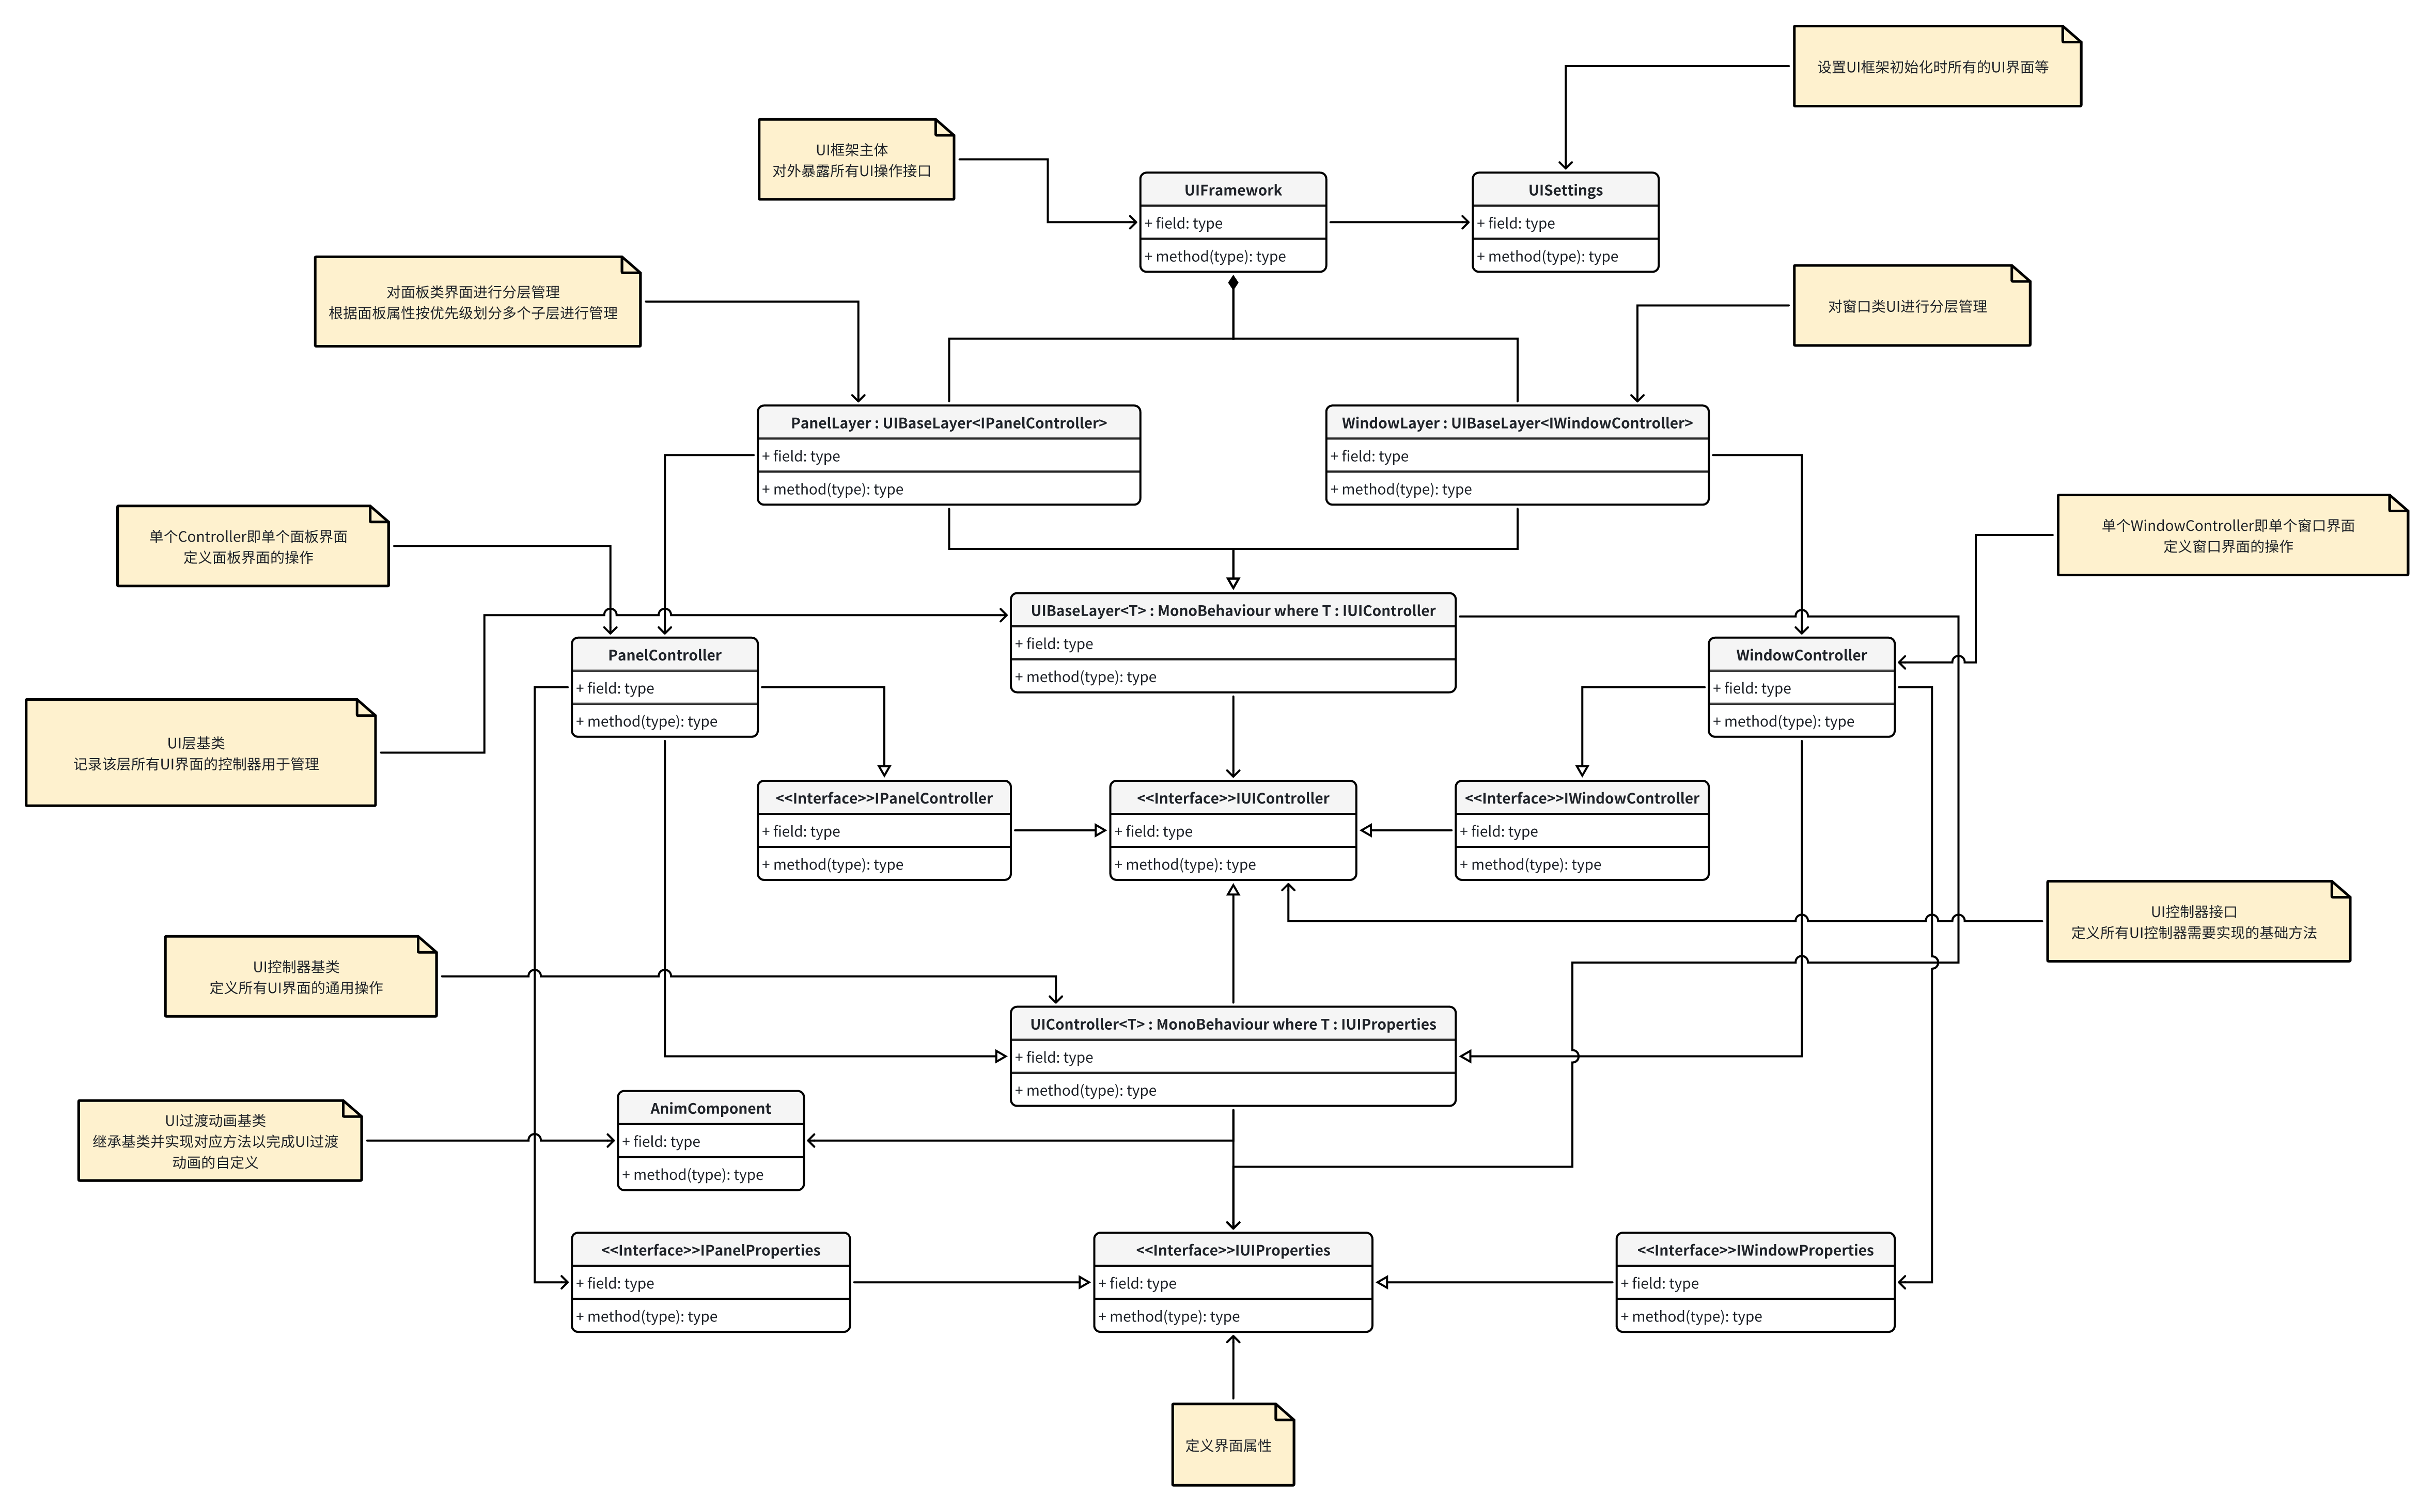 设置UI框架初始化时所有的UI界面等
UI框架主体
对外暴露所有UI操作接口
UIFramework
+ field: type
+ method(type): type
UISettings
+ field: type
+ method(type): type
对面板类界面进行分层管理
根据面板属性按优先级划分多个子层进行管理
对窗口类UI进行分层管理
PanelLayer : UIBaseLayer<IPanelController>
+ field: type
+ method(type): type
WindowLayer : UIBaseLayer<IWindowController>
+ field: type
+ method(type): type
单个Controller即单个面板界面
定义面板界面的操作
单个WindowController即单个窗口界面
定义窗口界面的操作
UIBaseLayer<T> : MonoBehaviour where T : IUIController
+ field: type
+ method(type): type
PanelController
+ field: type
+ method(type): type
WindowController
+ field: type
+ method(type): type
UI层基类
记录该层所有UI界面的控制器用于管理
<<Interface>>IPanelController
+ field: type
+ method(type): type
<<Interface>>IUIController
+ field: type
+ method(type): type
<<Interface>>IWindowController
+ field: type
+ method(type): type
UI控制器接口
定义所有UI控制器需要实现的基础方法
UI控制器基类
定义所有UI界面的通用操作
UIController<T> : MonoBehaviour where T : IUIProperties
+ field: type
+ method(type): type
UI过渡动画基类
继承基类并实现对应方法以完成UI过渡
动画的自定义
AnimComponent
+ field: type
+ method(type): type
<<Interface>>IPanelProperties
+ field: type
+ method(type): type
<<Interface>>IUIProperties
+ field: type
+ method(type): type
<<Interface>>IWindowProperties
+ field: type
+ method(type): type
定义界面属性